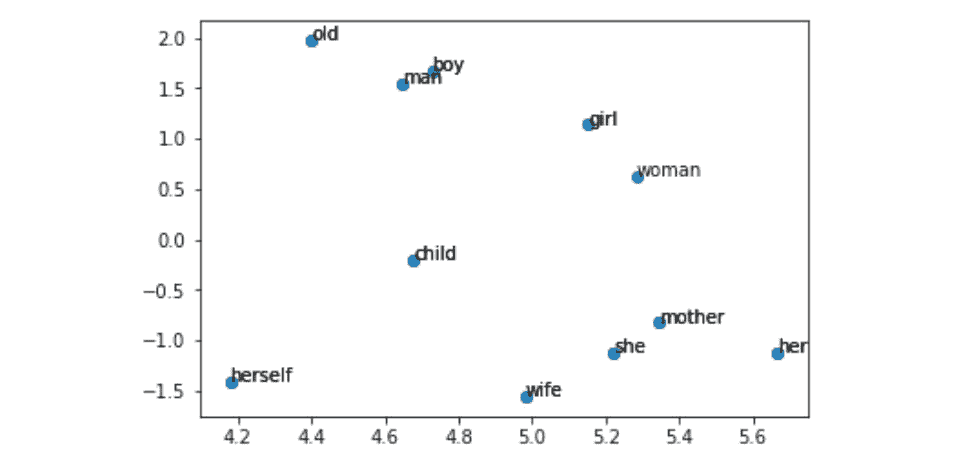 2.0
old
boy
man
1.5
girl
1.0
woman
0.5
0.0
child
−0.5
mother
−1.0
she
her
herself
−1.5
wife
4.2 4.4 4.6 4.8 5.0 5.2 5.4 5.6